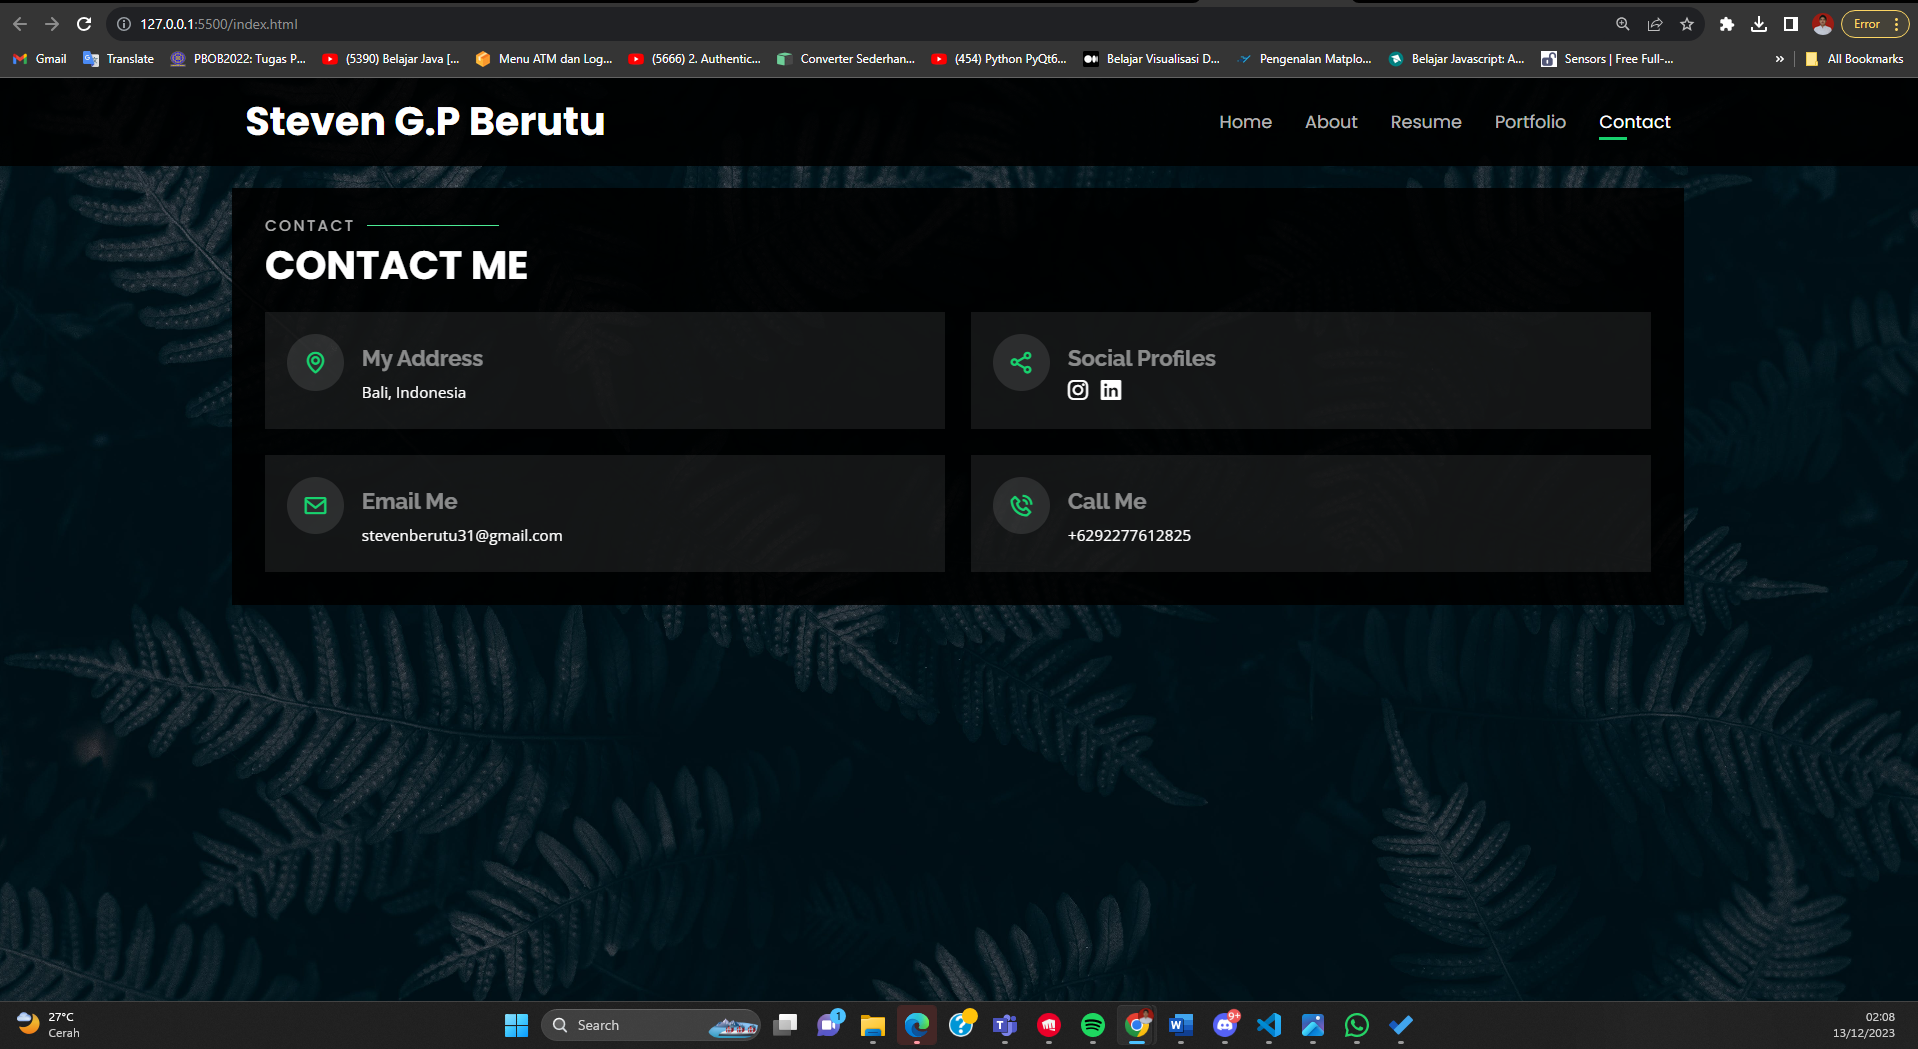 127.0.0.1:5500/index.html
Error
Gmail Translate PBOB2022: Tugas P... (5390) Belajar Java [... Menu ATM dan Log... (5666) 2. Authentic... Converter Sederhan... (454) Python PyQt6... Belajar Visualisasi D... Pengenalan Matplo... Belajar Javascript: A... Sensors | Free Full-... » All Bookmarks
Steven G.P Berutu
Home About Resume Portfolio Contact
CONTACT
CONTACT ME
My Address
Bali, Indonesia
Social Profiles
in
Email Me
stevenberutu31@gmail.com
Call Me
+6292277612825
27°C
Cerah
Search
1
9+
02:08
13/12/2023